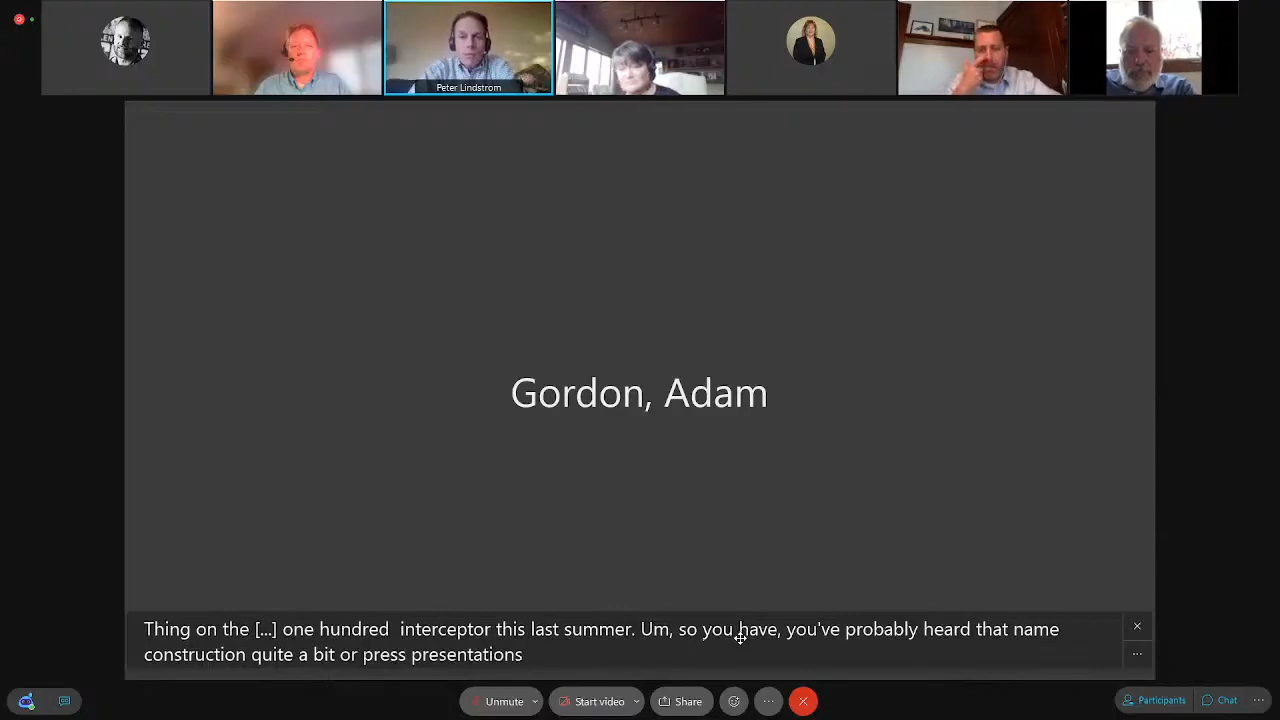 Peter Lindstrom
Gordon, Adam
Thing on the [...] one hundred  interceptor this last summer. Um, so you have, you've probably heard that name
construction quite a bit or press presentations
Unmute
Start video
Share
Participants
Chat